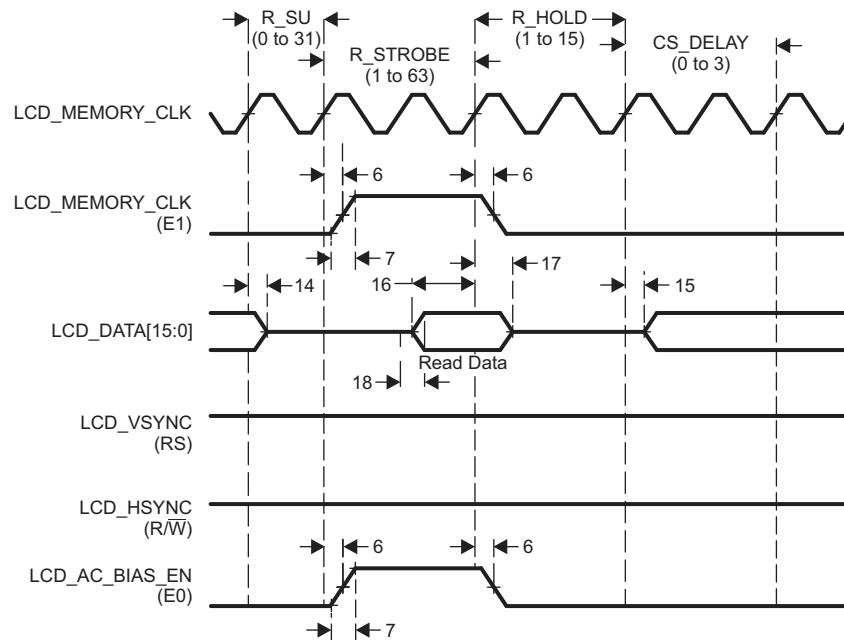 R_SU
(0 to 31)
R_STROBE
(1 to 63)
R_HOLD
(1 to 15)
CS_DELAY
(0 to 3)
LCD_MEMORY_CLK
6
6
LCD_MEMORY_CLK
(E1)
7
14
16
17
15
LCD_DATA[15:0]
Read Data
18
LCD_VSYNC
(RS)
LCD_HSYNC
(R/W̅)
6
6
LCD_AC_BIAS_EN
(E0)
7